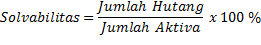 Solvabilitas = Jumlah Hutang / Jumlah Aktiva x 100 %